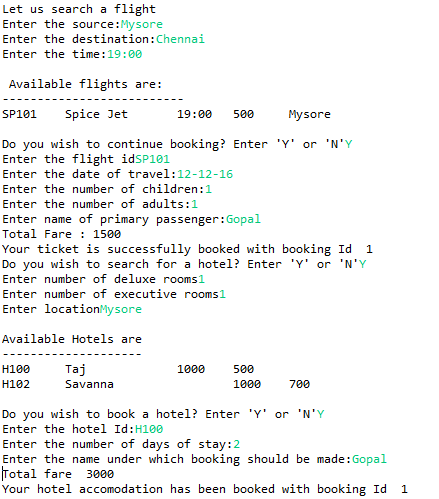 Let us search a flight
Enter the source:Mysore
Enter the destination:Chennai
Enter the time:19:00
Available flights are:
--------------------------
SP101 Spice Jet 19:00 500 Mysore
Do you wish to continue booking? Enter 'Y' or 'N'Y
Enter the flight idSP101
Enter the date of travel:12-12-16
Enter the number of children:1
Enter the number of adults:1
Enter name of primary passenger:Gopal
Total Fare : 1500
Your ticket is successfully booked with booking Id  1
Do you wish to search for a hotel? Enter 'Y' or 'N'Y
Enter number of deluxe rooms1
Enter number of executive rooms1
Enter locationMysore
Available Hotels are
--------------------
H100 Taj 1000 500
H102 Savanna 1000 700
Do you wish to book a hotel? Enter 'Y' or 'N'Y
Enter the hotel Id:H100
Enter the number of days of stay:2
Enter the name under which booking should be made:Gopal
Total fare  3000
Your hotel accomodation has been booked with booking Id  1